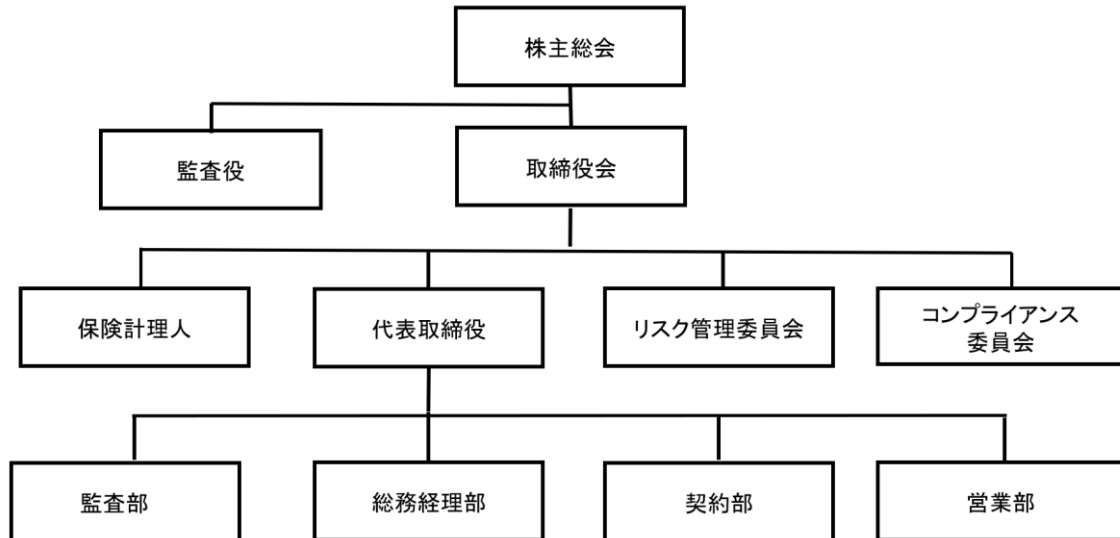 株主総会
監査役
取締役会
保険計理人
代表取締役
リスク管理委員会
コンプライアンス
委員会
監査部
総務経理部
契約部
営業部